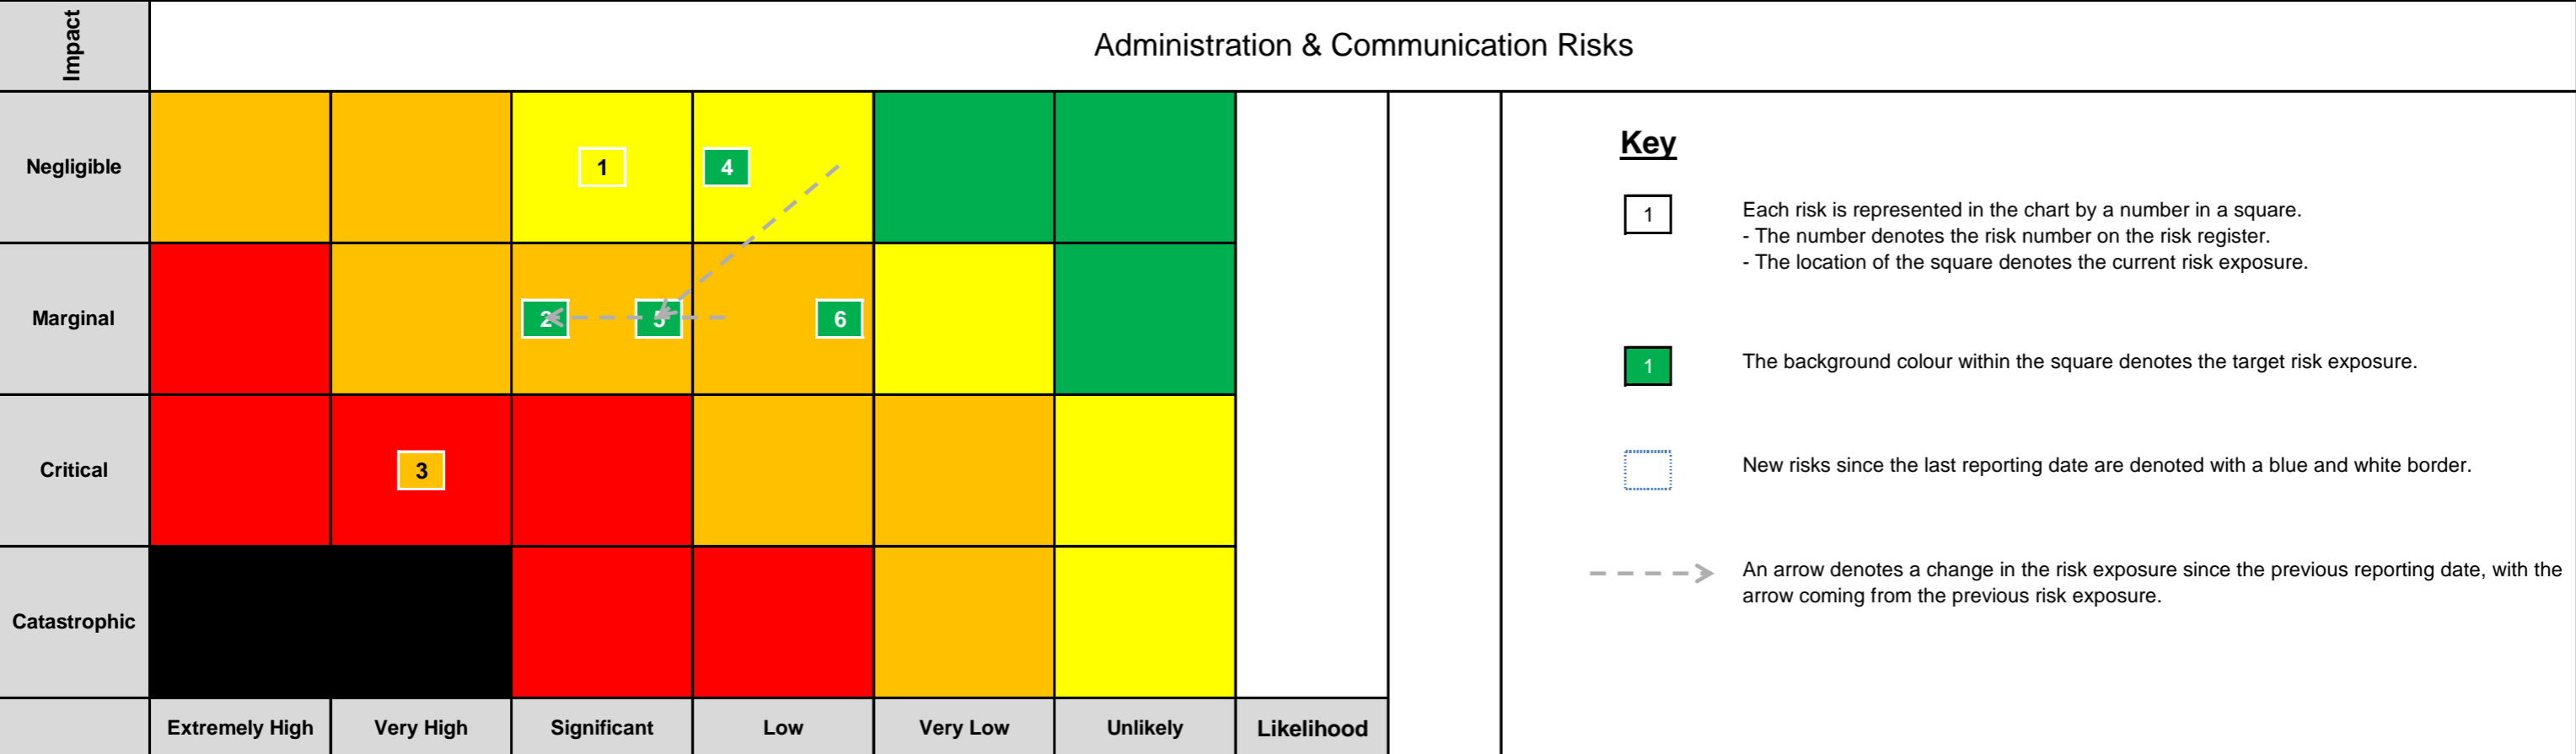 Impact
Administration & Communication Risks
Negligible
1
4
Marginal
2
5
6
Critical
3
Catastrophic
Extremely High
Very High
Significant
Low
Very Low
Unlikely
Likelihood
Key
1
Each risk is represented in the chart by a number in a square.
- The number denotes the risk number on the risk register.
- The location of the square denotes the current risk exposure.
1
The background colour within the square denotes the target risk exposure.
New risks since the last reporting date are denoted with a blue and white border.
An arrow denotes a change in the risk exposure since the previous reporting date, with the
arrow coming from the previous risk exposure.